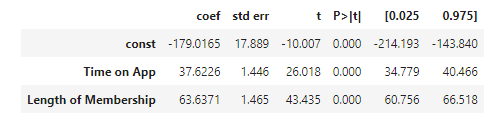 coef std err t P>|t| [0.025 0.975]
const -179.0165 17.889 -10.007 0.000 -214.193 -143.840
Time on App 37.6226 1.446 26.018 0.000 34.779 40.466
Length of Membership 63.6371 1.465 43.435 0.000 60.756 66.518